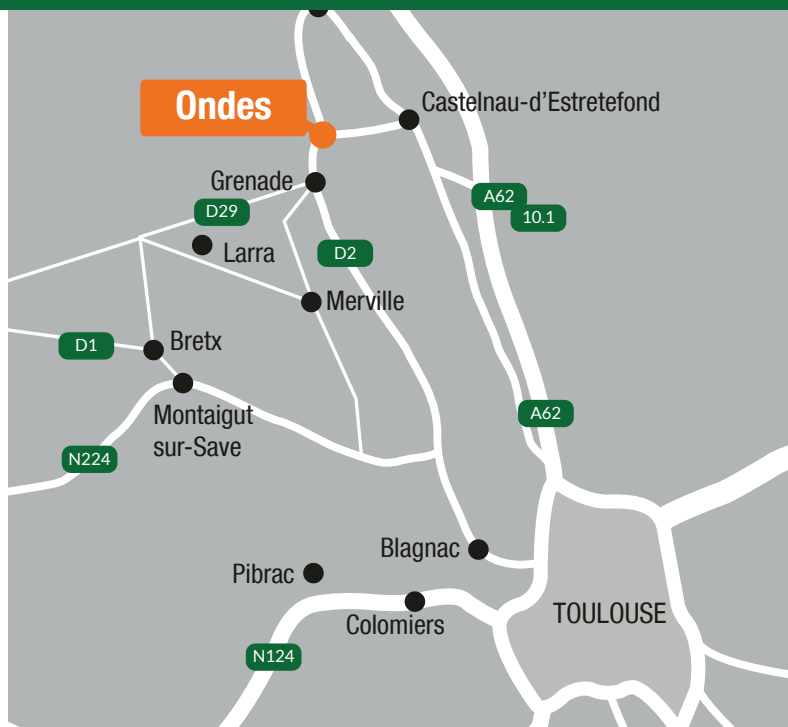 Ondes
Castelnau-d'Estretefond
Grenade
A62
D29
10.1
Larra
D2
Merville
D1
Bretx
Montaigut
sur-Save
A62
N224
Blagnac
Pibrac
Colomiers
TOULOUSE
N124